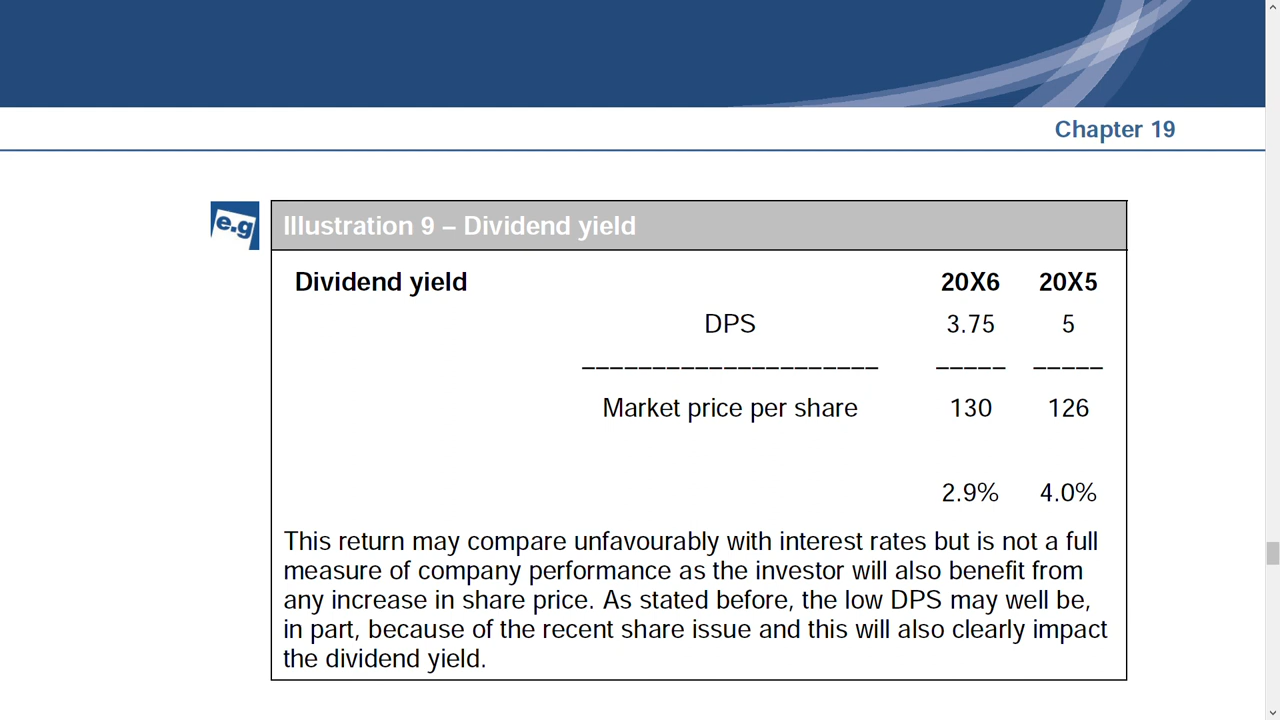 Chapter 19
e.g
Illustration 9 – Dividend yield
Dividend yield 20X6 20X5
DPS 3.75 5
_____________________ _____ _____
Market price per share 130 126
2.9% 4.0%
This return may compare unfavourably with interest rates but is not a full
measure of company performance as the investor will also benefit from
any increase in share price. As stated before, the low DPS may well be,
in part, because of the recent share issue and this will also clearly impact
the dividend yield.